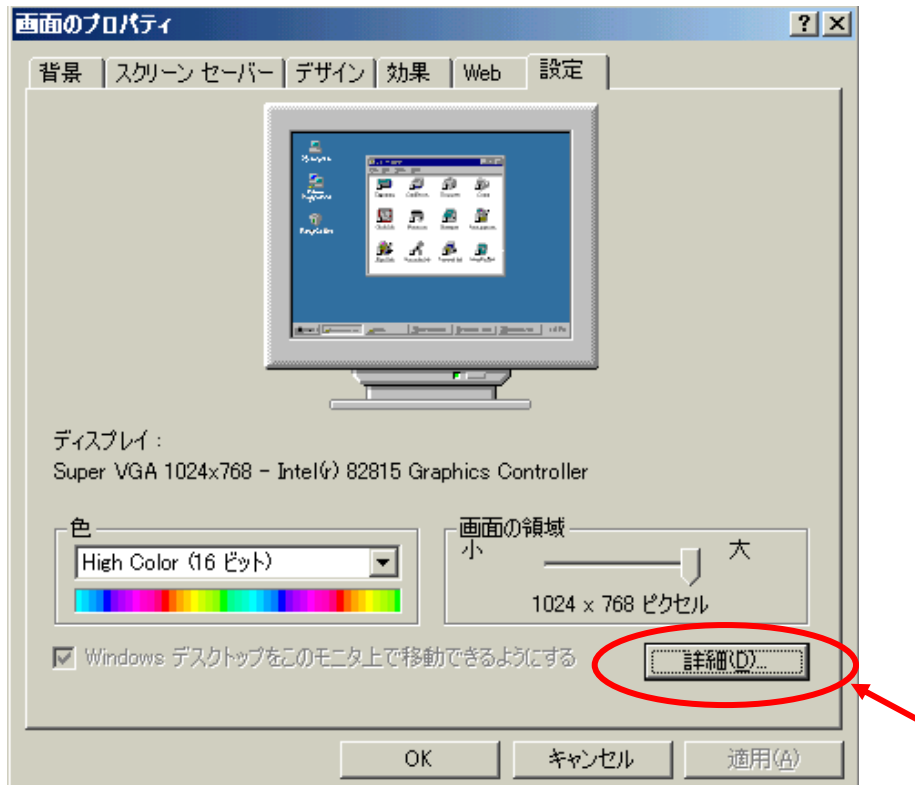 画面のプロパティ
背景 スクリーン セーバー デザイン 効果 Web 設定
ディスプレイ :
Super VGA 1024x768 - Intel(r) 82815 Graphics Controller
色
High Color (16 ビット)
画面の領域
小 大
1024 x 768 ピクセル
Windows デスクトップをこのモニタ上で移動できるようにする
詳細(D)...
OK キャンセル 適用(A)